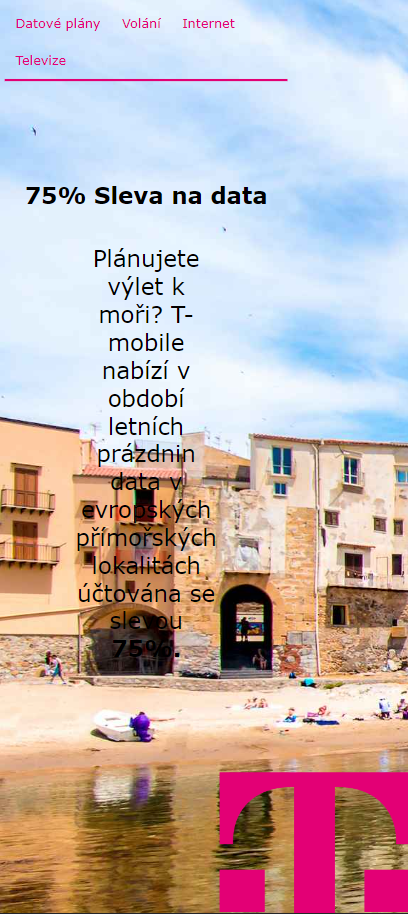 Datové plány Volání Internet
Televize
75% Sleva na data
Plánujete
výlet k
moři? T-
mobile
nabízí v
období
letních
prázdnin
data v
evropských
přímořských
lokalitách
účtována se
slevou
75%.
T